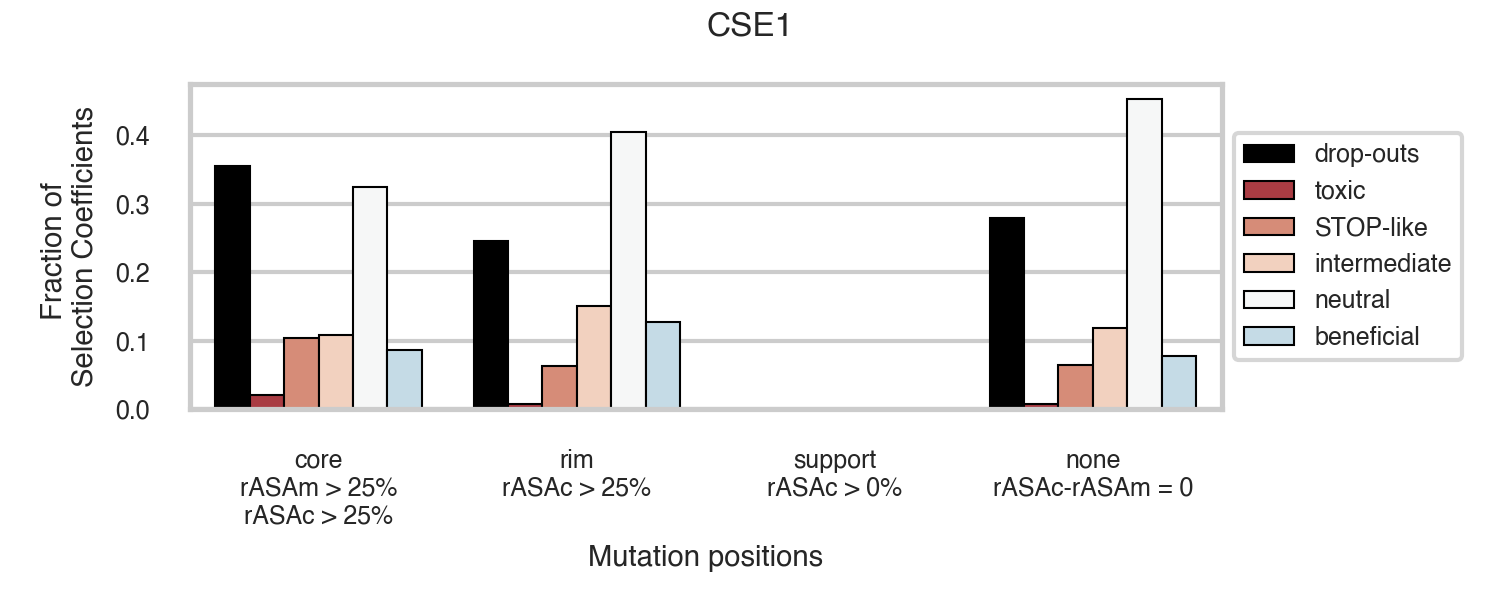 CSE1
Fraction of
Selection Coefficients
0.4
0.3
0.2
0.1
0.0
drop-outs
toxic
STOP-like
intermediate
neutral
beneficial
core
rASAm > 25%
rASAc > 25%
rim
rASAc > 25%
support
rASAc > 0%
none
rASAc-rASAm = 0
Mutation positions